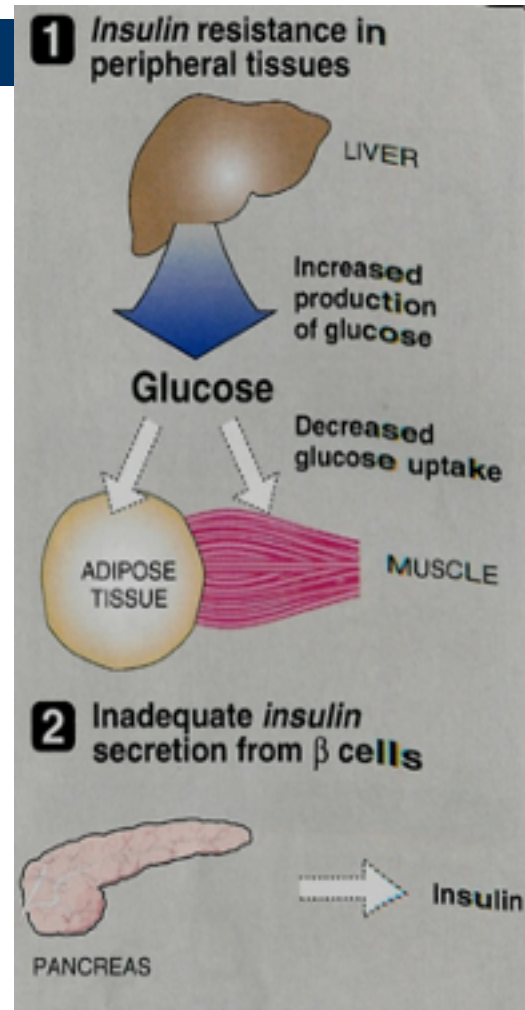 1 Insulin resistance in
peripheral tissues
LIVER
Increased
production
of glucose
Glucose
Decreased
glucose uptake
ADIPOSE
TISSUE
MUSCLE
2 Inadequate insulin
secretion from β cells
Insulin
PANCREAS